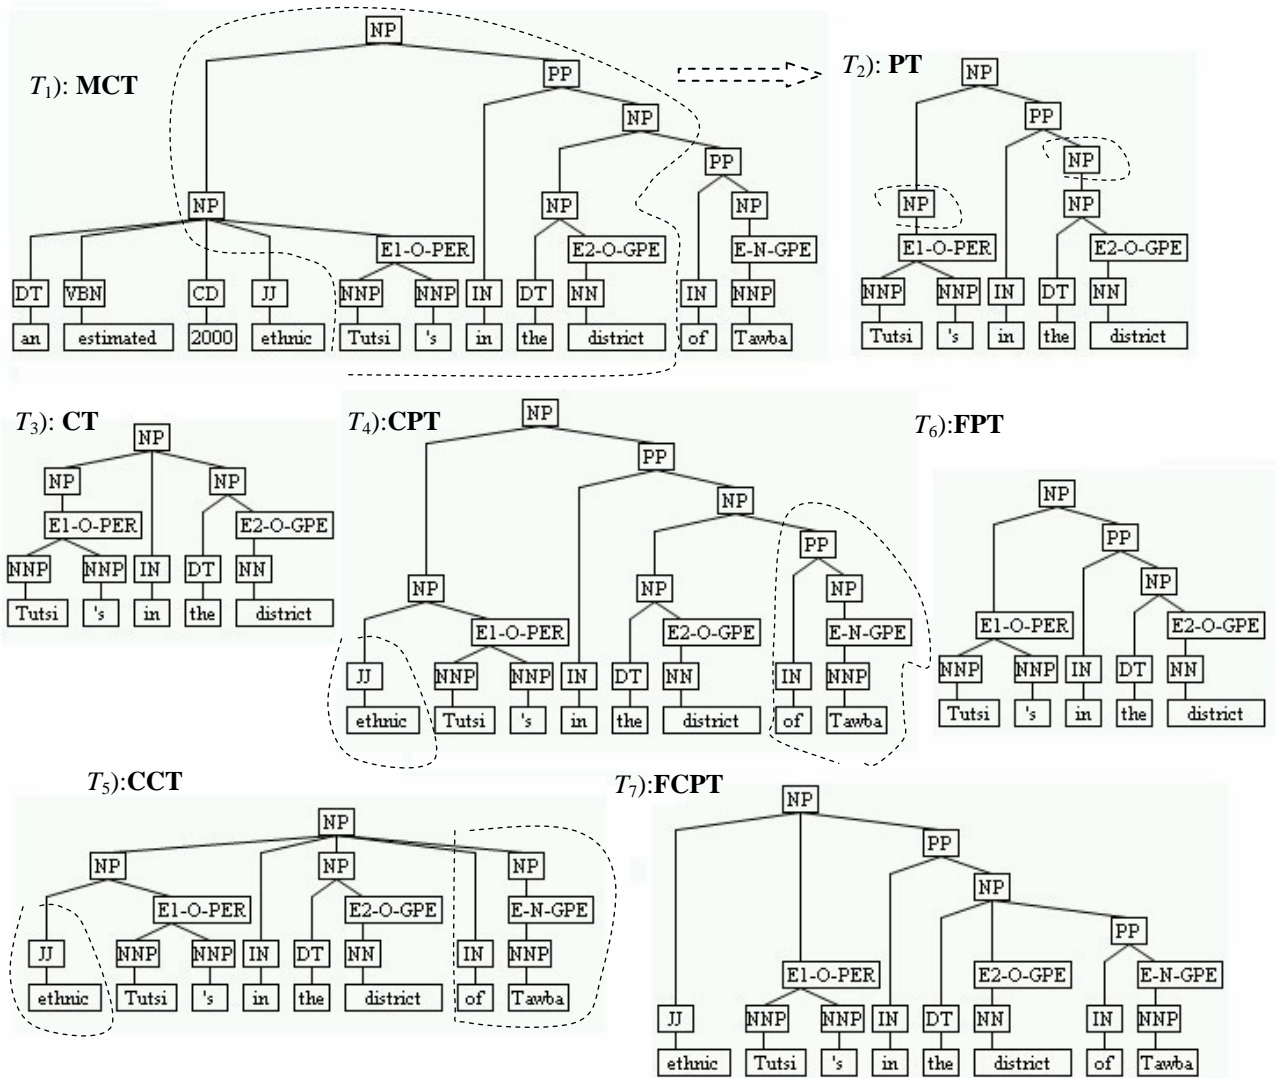 T1): MCT
NP
PP
NP
PP
NP NP NP
E1-O-PER E2-O-GPE E-N-GPE
DT VBN CD JJ NNP NNP IN DT NN IN NNP
an estimated 2000 ethnic Tutsi 's in the district of Tawba
T2): PT
NP
PP
NP
NP NP
E1-O-PER E2-O-GPE
NNP NNP IN DT NN
Tutsi 's in the district
T3): CT
NP
NP NP
E1-O-PER E2-O-GPE
NNP NNP IN DT NN
Tutsi 's in the district
T4):CPT
NP
PP
NP
PP
NP NP NP
E1-O-PER E2-O-GPE E-N-GPE
JJ NNP NNP IN DT NN IN NNP
ethnic Tutsi 's in the district of Tawba
T6):FPT
NP
PP
NP
E1-O-PER E2-O-GPE
NNP NNP IN DT NN
Tutsi 's in the district
T5):CCT
NP
NP NP NP
E1-O-PER E2-O-GPE E-N-GPE
JJ NNP NNP IN DT NN IN NNP
ethnic Tutsi 's in the district of Tawba
T7):FCPT
NP
PP
NP
PP
E1-O-PER E2-O-GPE E-N-GPE
JJ NNP NNP IN DT NN IN NNP
ethnic Tutsi 's in the district of Tawba